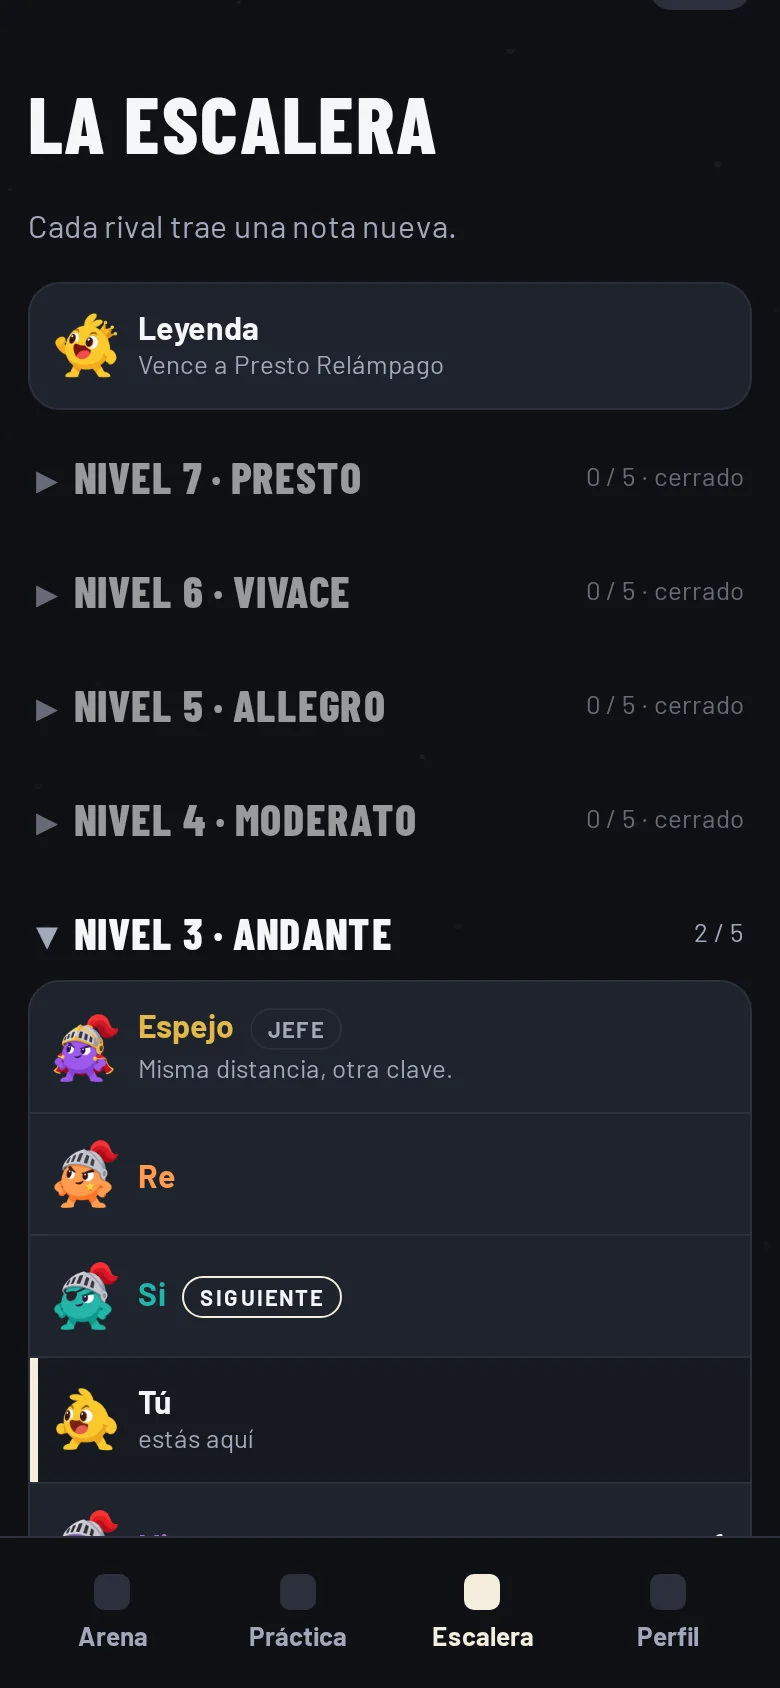 LA ESCALERA
Cada rival trae una nota nueva.
Leyenda
Vence a Presto Relámpago
▶ NIVEL 7 · PRESTO 0 / 5 · cerrado
▶ NIVEL 6 · VIVACE 0 / 5 · cerrado
▶ NIVEL 5 · ALLEGRO 0 / 5 · cerrado
▶ NIVEL 4 · MODERATO 0 / 5 · cerrado
▼ NIVEL 3 · ANDANTE 2 / 5
Espejo JEFE
Misma distancia, otra clave.
Re
Si SIGUIENTE
Tú
estás aquí
Arena Práctica Escalera Perfil